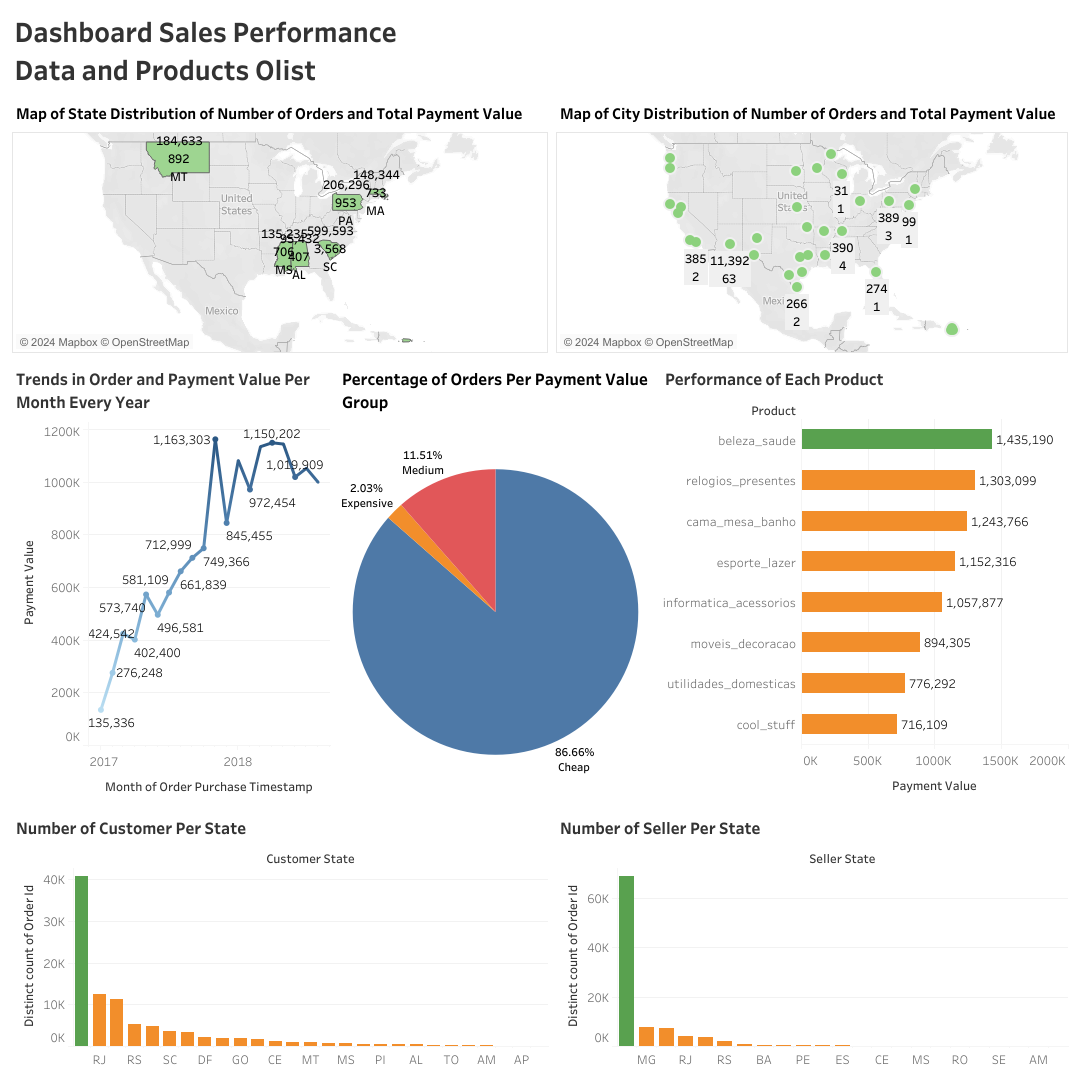 Dashboard Sales Performance
Data and Products Olist
Map of State Distribution of Number of Orders and Total Payment Value
184,633
892
MT
148,344
733
MA
206,296
953
PA
135,235
706
MS
95,432
407
AL
599,593
3,568
SC
United
States
Mexico
© 2024 Mapbox © OpenStreetMap
Map of City Distribution of Number of Orders and Total Payment Value
United
States
31
1
389
3
99
1
390
4
385
2
11,392
63
274
1
266
2
© 2024 Mapbox © OpenStreetMap
Trends in Order and Payment Value Per
Month Every Year
Payment Value
1200K
1000K
800K
600K
400K
200K
0K
1,163,303
1,150,202
1,019,909
972,454
845,455
712,999
749,366
581,109
661,839
573,740
496,581
424,542
402,400
276,248
135,336
2017
2018
Month of Order Purchase Timestamp
Percentage of Orders Per Payment Value
Group
11.51%
Medium
2.03%
Expensive
86.66%
Cheap
Performance of Each Product
Product
beleza_saude
1,435,190
relogios_presentes
1,303,099
cama_mesa_banho
1,243,766
esporte_lazer
1,152,316
informatica_acessorios
1,057,877
moveis_decoracao
894,305
utilidades_domesticas
776,292
cool_stuff
716,109
0K
500K
1000K
1500K
2000K
Payment Value
Number of Customer Per State
Customer State
Distinct count of Order Id
40K
30K
20K
10K
0K
RJ
RS
SC
DF
GO
CE
MT
MS
PI
AL
TO
AM
AP
Number of Seller Per State
Seller State
Distinct count of Order Id
60K
40K
20K
0K
MG
RJ
RS
BA
PE
ES
CE
MS
RO
SE
AM